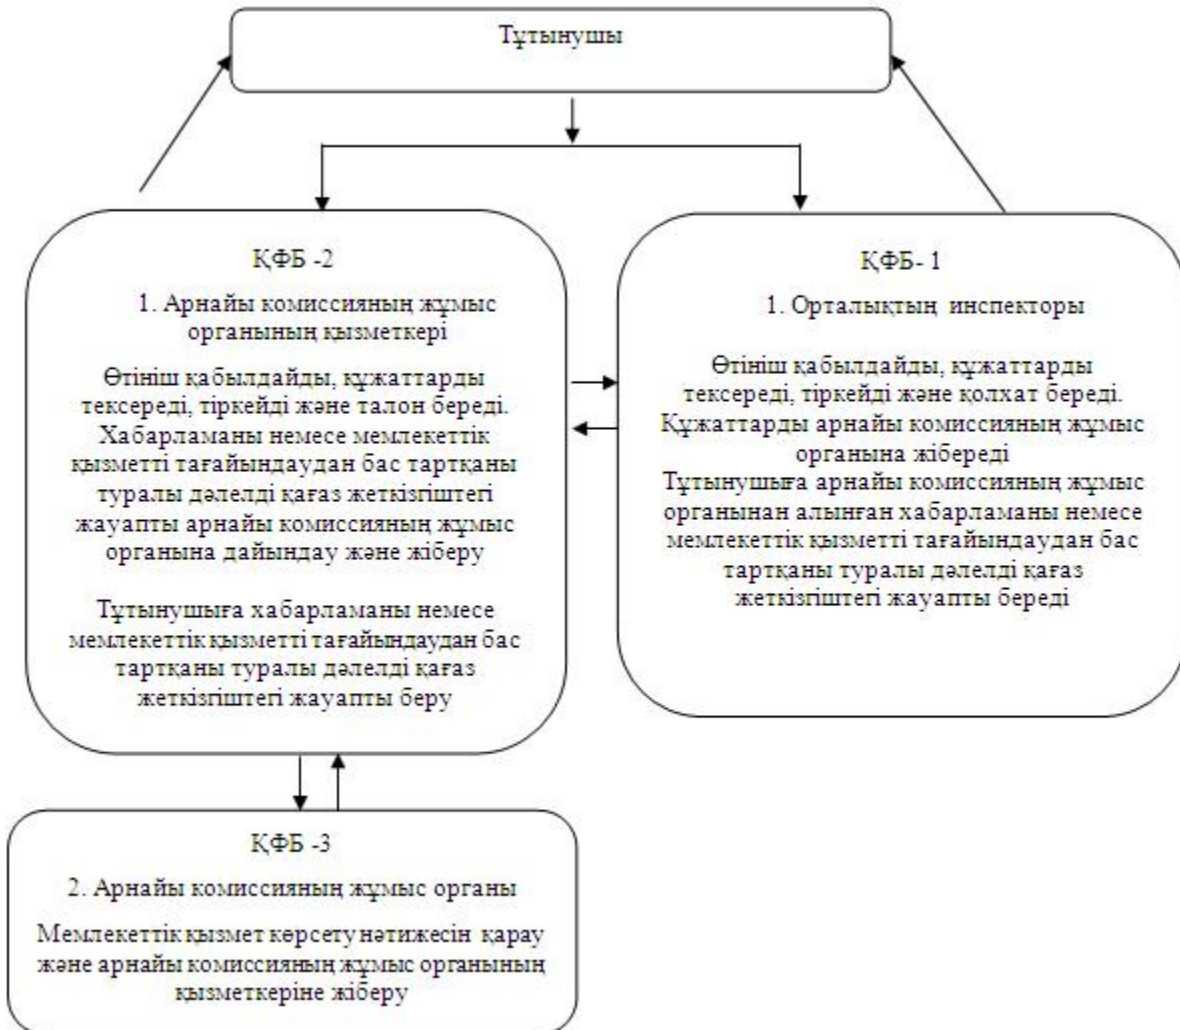 Тұтынушы
ҚФБ -2
1. Арнайы комиссияның жұмыс
органының қызметкері
Өтініш қабылдайды, құжаттарды
тексереді, тіркейді және талон береді.
Хабарламаны немесе мемлекеттік
қызметті тағайындаудан бас тартқаны
туралы дәлелді қағаз жеткізгіштегі
жауапты арнайы комиссияның жұмыс
органына дайындау және жіберу
Тұтынушыға хабарламаны немесе
мемлекеттік қызметті тағайындаудан бас
тартқаны туралы дәлелді қағаз
жеткізгіштегі жауапты беру
ҚФБ- 1
1. Орталықтың инспекторы
Өтініш қабылдайды, құжаттарды
тексереді, тіркейді және қолхат береді.
Құжаттарды арнайы комиссияның жұмыс
органына жібереді
Тұтынушыға арнайы комиссияның жұмыс
органынан алынған хабарламаны немесе
мемлекеттік қызметті тағайындаудан бас
тартқаны туралы дәлелді қағаз
жеткізгіштегі жауапты береді
ҚФБ -3
2. Арнайы комиссияның жұмыс органы
Мемлекеттік қызмет көрсету нәтижесін қарау
және арнайы комиссияның жұмыс органының
қызметкеріне жіберу